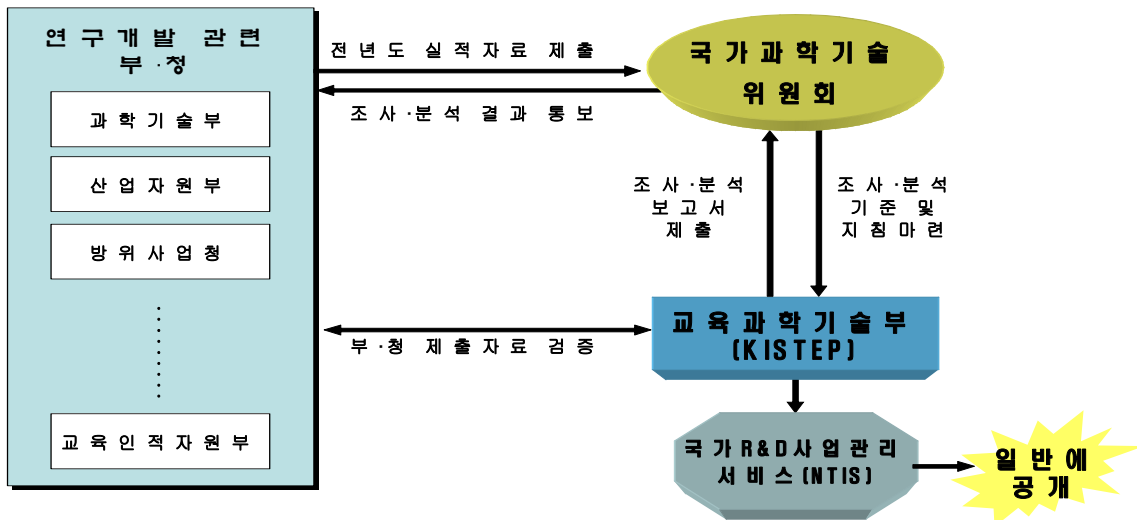 연구개발 관련
부·청
과학기술부
산업자원부
방위사업청
교육인적자원부
전년도 실적자료 제출
조사·분석 결과 통보
국가과학기술
위원회
조사·분석
보고서
제출
조사·분석
기준 및
지침마련
부·청 제출자료 검증
교육과학기술부
(KISTEP)
국가R&D사업관리
서비스(NTIS)
일반에
공개